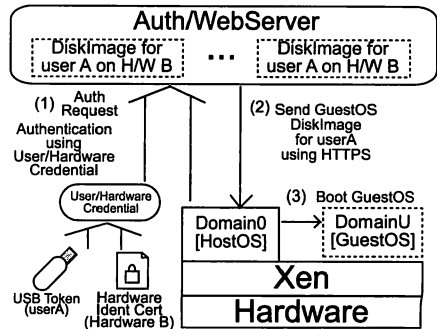 Auth/WebServer
DiskImage for
user A on H/W B
...
DiskImage for
user A on H/W B
(1) Auth
Request
Authentication
using
User/Hardware
Credential
(2) Send GuestOS
DiskImage
for userA
using HTTPS
User/Hardware
Credential
(3) Boot GuestOS
Domain0
[HostOS]
DomainU
[GuestOS]
Xen
Hardware
USB Token
(userA)
Hardware
Ident Cert
(Hardware B)